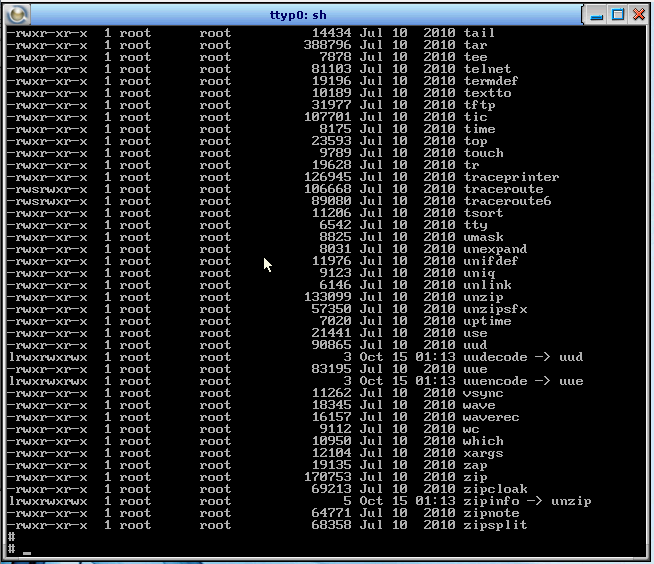 ttyp0: sh
-rwxr-xr-x  1 root      root          14434 Jul 10  2010 tail
-rwxr-xr-x  1 root      root         388796 Jul 10  2010 tar
-rwxr-xr-x  1 root      root           7878 Jul 10  2010 tee
-rwxr-xr-x  1 root      root          81103 Jul 10  2010 telnet
-rwxr-xr-x  1 root      root          19196 Jul 10  2010 termdef
-rwxr-xr-x  1 root      root          10189 Jul 10  2010 textto
-rwxr-xr-x  1 root      root          31977 Jul 10  2010 tftp
-rwxr-xr-x  1 root      root         107701 Jul 10  2010 tic
-rwxr-xr-x  1 root      root           8175 Jul 10  2010 time
-rwxr-xr-x  1 root      root          23593 Jul 10  2010 top
-rwxr-xr-x  1 root      root           9789 Jul 10  2010 touch
-rwxr-xr-x  1 root      root          19628 Jul 10  2010 tr
-rwxr-xr-x  1 root      root         126945 Jul 10  2010 traceprinter
-rwsrwxr-x  1 root      root         106668 Jul 10  2010 traceroute
-rwsrwxr-x  1 root      root          89080 Jul 10  2010 traceroute6
-rwxr-xr-x  1 root      root          11206 Jul 10  2010 tsort
-rwxr-xr-x  1 root      root           6542 Jul 10  2010 tty
-rwxr-xr-x  1 root      root           8825 Jul 10  2010 umask
-rwxr-xr-x  1 root      root           8031 Jul 10  2010 unexpand
-rwxr-xr-x  1 root      root          11976 Jul 10  2010 unifdef
-rwxr-xr-x  1 root      root           9123 Jul 10  2010 uniq
-rwxr-xr-x  1 root      root           6146 Jul 10  2010 unlink
-rwxr-xr-x  1 root      root         133099 Jul 10  2010 unzip
-rwxr-xr-x  1 root      root          57350 Jul 10  2010 unzipsfx
-rwxr-xr-x  1 root      root           7020 Jul 10  2010 uptime
-rwxr-xr-x  1 root      root          21441 Jul 10  2010 use
-rwxr-xr-x  1 root      root          90865 Jul 10  2010 uud
lrwxrwxrwx  1 root      root              3 Oct 15 01:13 uudecode -> uud
-rwxr-xr-x  1 root      root          83195 Jul 10  2010 uue
lrwxrwxrwx  1 root      root              3 Oct 15 01:13 uuencode -> uue
-rwxr-xr-x  1 root      root          11262 Jul 10  2010 vsync
-rwxr-xr-x  1 root      root          18345 Jul 10  2010 wave
-rwxr-xr-x  1 root      root          16157 Jul 10  2010 waverec
-rwxr-xr-x  1 root      root           9112 Jul 10  2010 wc
-rwxr-xr-x  1 root      root          10950 Jul 10  2010 which
-rwxr-xr-x  1 root      root          12104 Jul 10  2010 xargs
-rwxr-xr-x  1 root      root          19135 Jul 10  2010 zap
-rwxr-xr-x  1 root      root         170753 Jul 10  2010 zip
-rwxr-xr-x  1 root      root          69213 Jul 10  2010 zipcloak
lrwxrwxrwx  1 root      root              5 Oct 15 01:13 zipinfo -> unzip
-rwxr-xr-x  1 root      root          64771 Jul 10  2010 zipnote
-rwxr-xr-x  1 root      root          68358 Jul 10  2010 zipsplit
#
# _